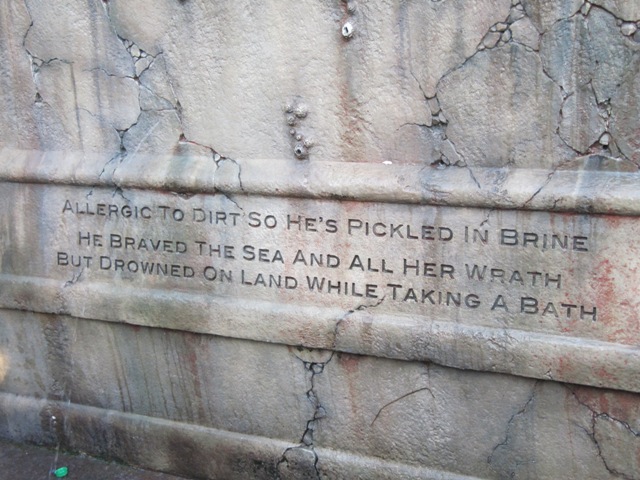 Allergic To Dirt So He's Pickled In Brine
He Braved The Sea And All Her Wrath
But Drowned On Land While Taking A Bath